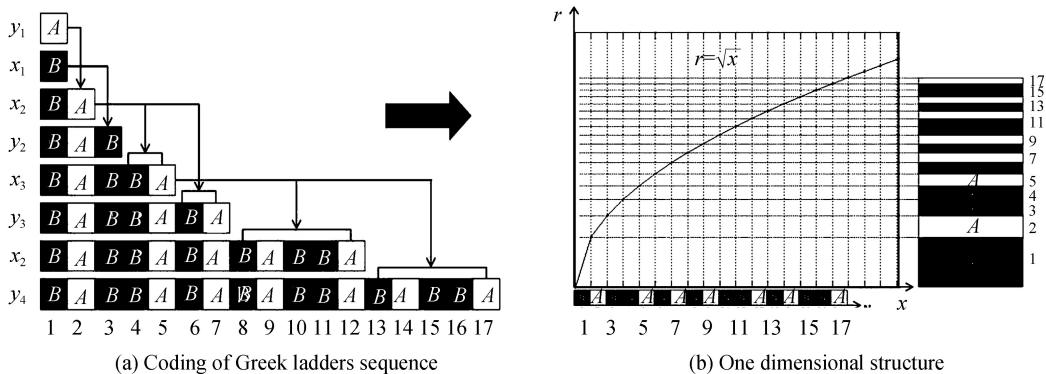 y₁ A
x₁ B
x₂ B A
y₂ B A B
x₃ B A B B A
y₃ B A B B A B A
x₂ B A B B A B A B A B B A
y₄ B A B B A B A B A B B A B A B B A
1 2 3 4 5 6 7 8 9 10 11 12 13 14 15 16 17
(a) Coding of Greek ladders sequence
r
r=√x
17
15
13
11
9
7
A 5
4
3
A 2
1
A A A A A A ..
x
1 3 5 7 9 11 13 15 17
(b) One dimensional structure